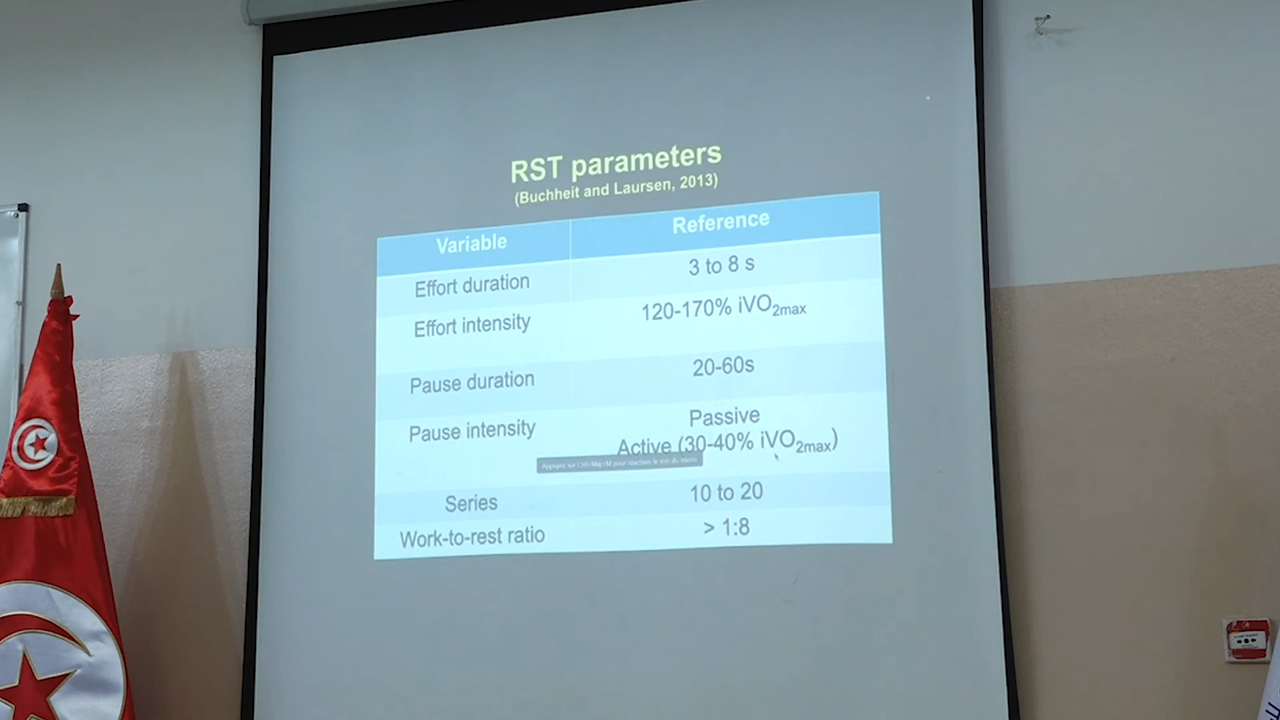 RST parameters
(Buchheit and Laursen, 2013)
Variable Reference
Effort duration 3 to 8 s
Effort intensity 120-170% iVO2max
Pause duration 20-60s
Pause intensity Passive
Active (30-40% iVO2max)
Series 10 to 20
Work-to-rest ratio > 1:8